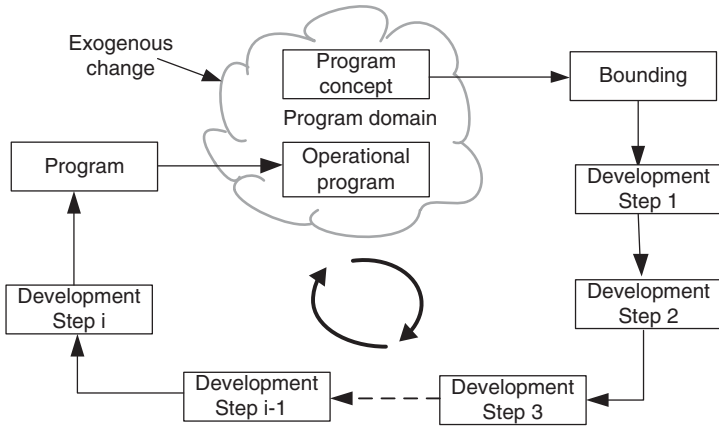 Exogenous
change
Program
concept
Bounding
Program domain
Program
Operational
program
Development
Step 1
Development
Step i
Development
Step 2
Development
Step i-1
Development
Step 3